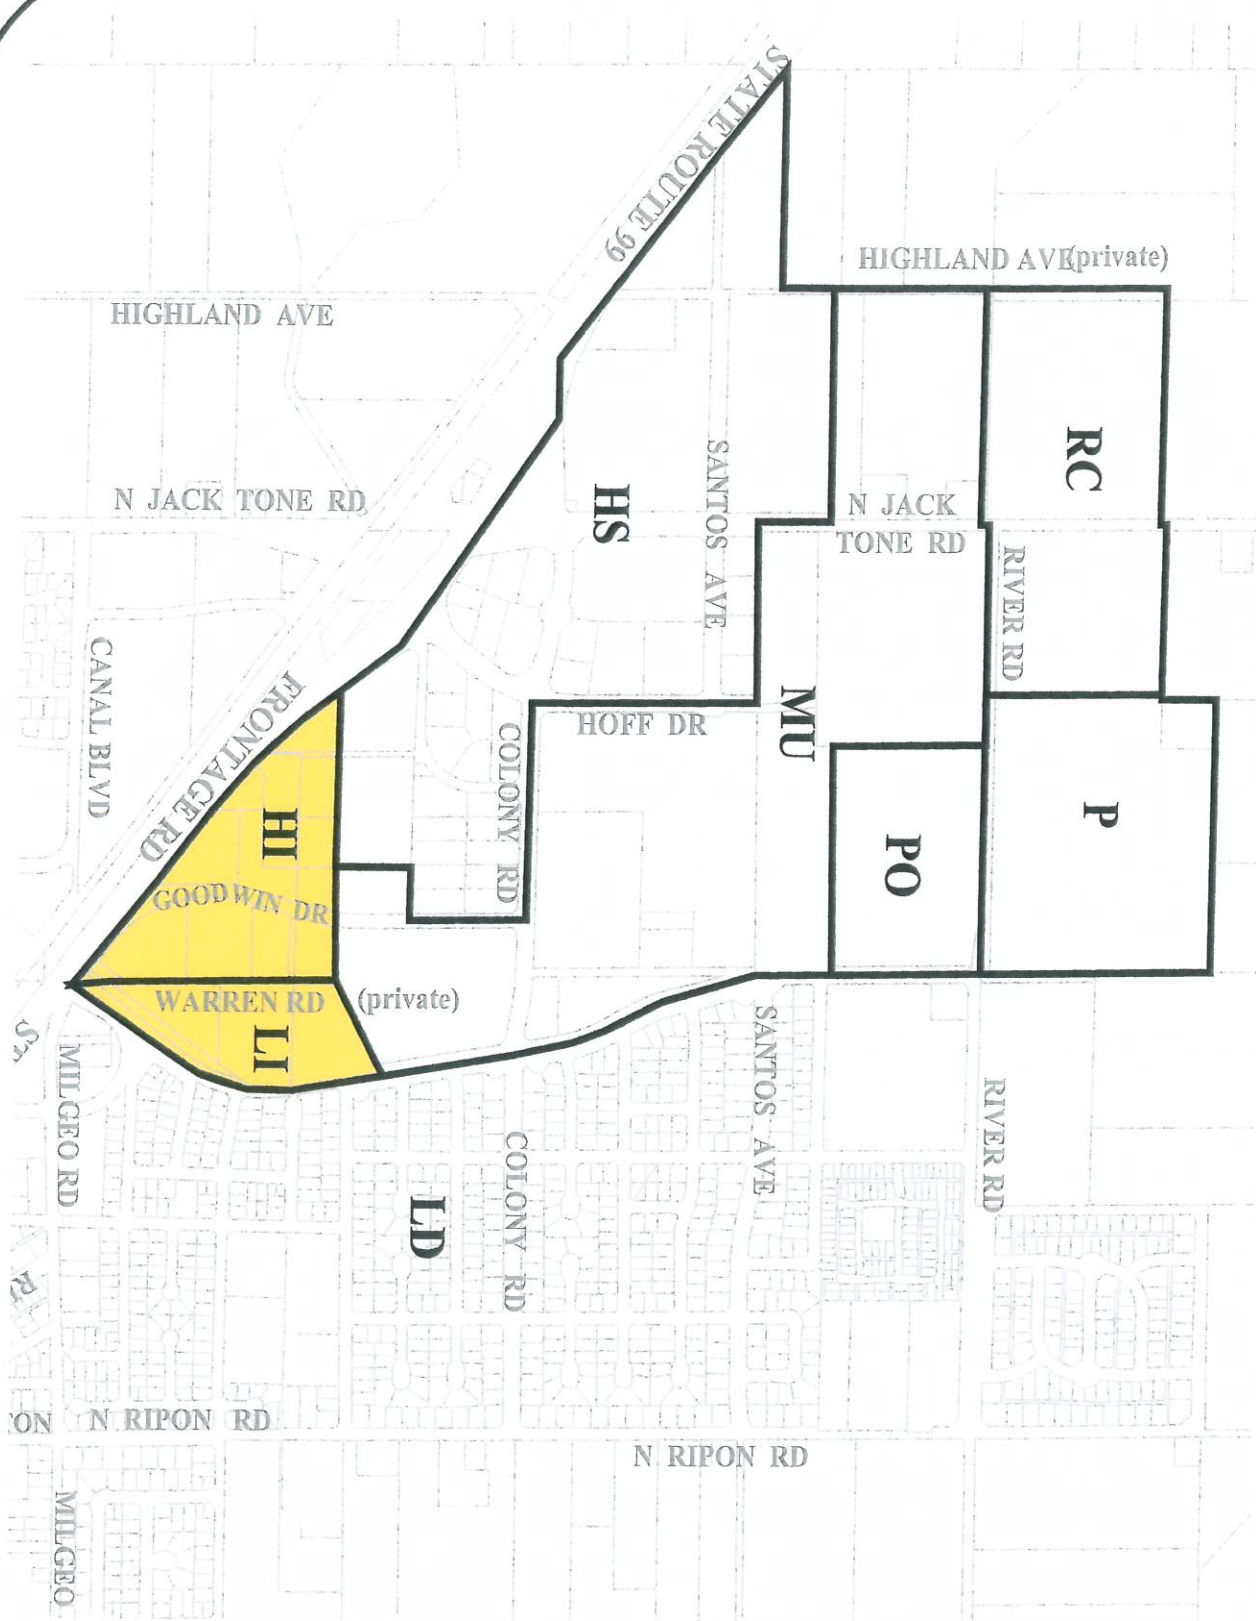 STATE ROUTE 99
HIGHLAND AVE
(private)
HIGHLAND AVE
RC
SANTOS AVE
HS
N JACK TONE RD
N JACK
TONE RD
RIVER RD
CANAL BLVD
FRONTAGE RD
HOFF DR
MU
COLONY RD
HI
PO
P
GOODWIN DR
WARREN RD
(private)
LI
MILGEO RD
SANTOS AVE
RIVER RD
COLONY RD
LD
ON
N RIPON RD
N RIPON RD
MILGEO